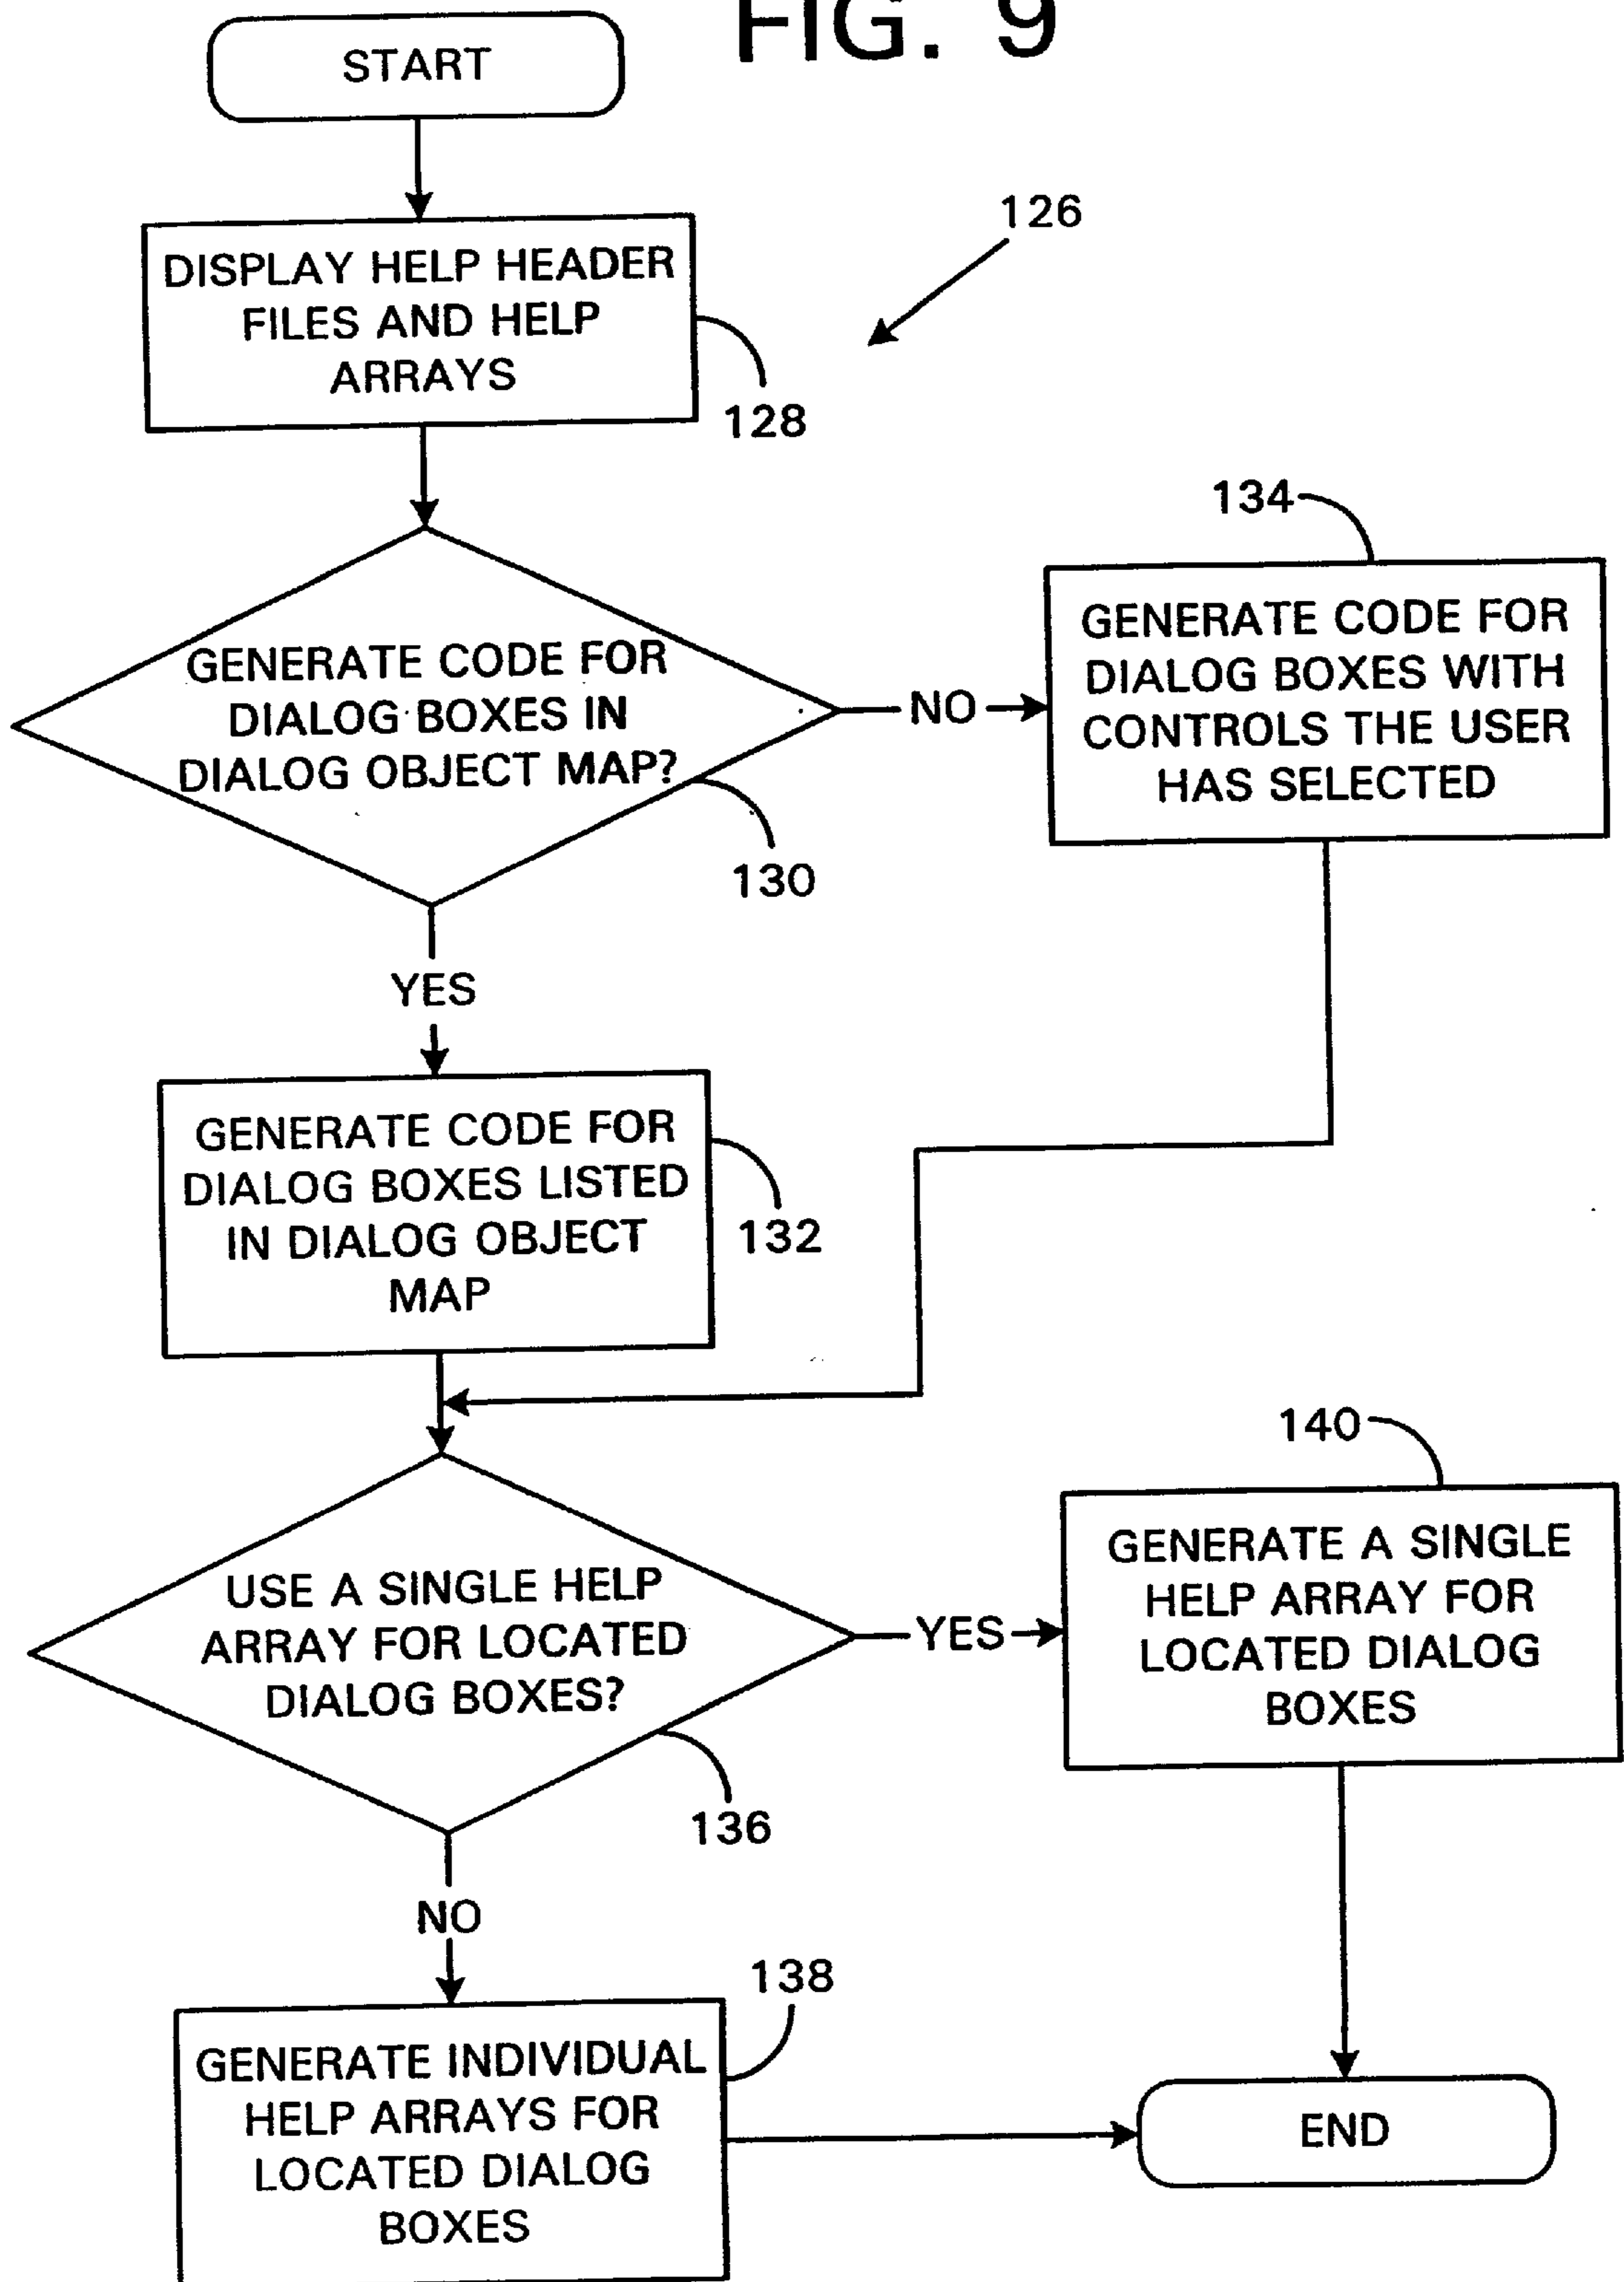 FIG. 9
START
126
DISPLAY HELP HEADER
FILES AND HELP
ARRAYS
128
GENERATE CODE FOR
DIALOG BOXES IN
DIALOG OBJECT MAP?
130
NO
134
GENERATE CODE FOR
DIALOG BOXES WITH
CONTROLS THE USER
HAS SELECTED
YES
GENERATE CODE FOR
DIALOG BOXES LISTED
IN DIALOG OBJECT
MAP
132
USE A SINGLE HELP
ARRAY FOR LOCATED
DIALOG BOXES?
136
YES
140
GENERATE A SINGLE
HELP ARRAY FOR
LOCATED DIALOG
BOXES
NO
138
GENERATE INDIVIDUAL
HELP ARRAYS FOR
LOCATED DIALOG
BOXES
END